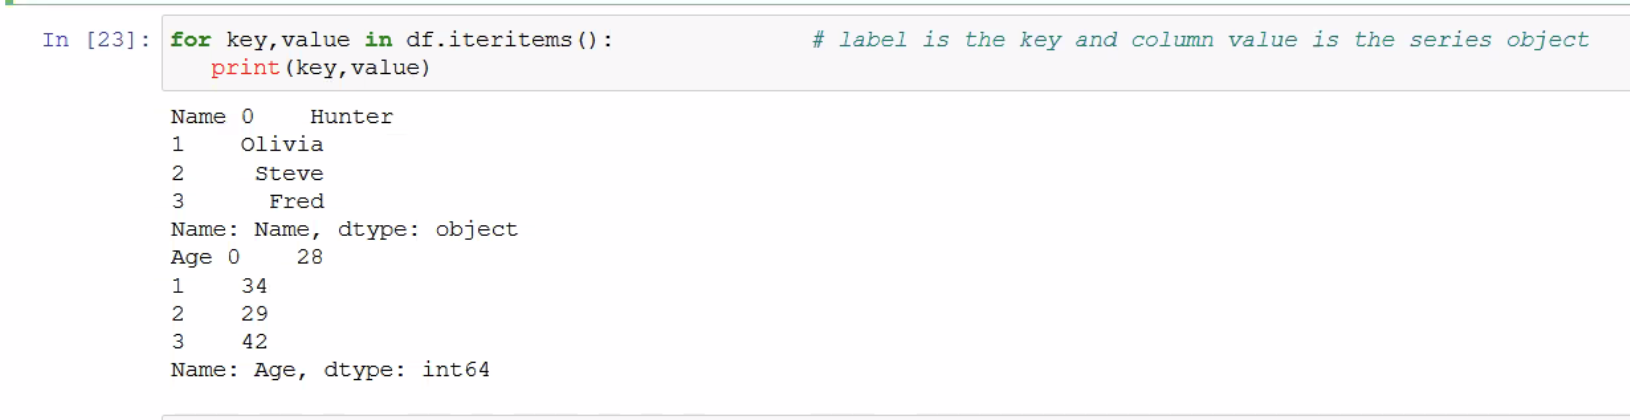 In [23]: for key,value in df.iteritems():              # label is the key and column value is the series object
   print(key,value)
Name 0    Hunter
1    Olivia
2     Steve
3      Fred
Name: Name, dtype: object
Age 0    28
1    34
2    29
3    42
Name: Age, dtype: int64